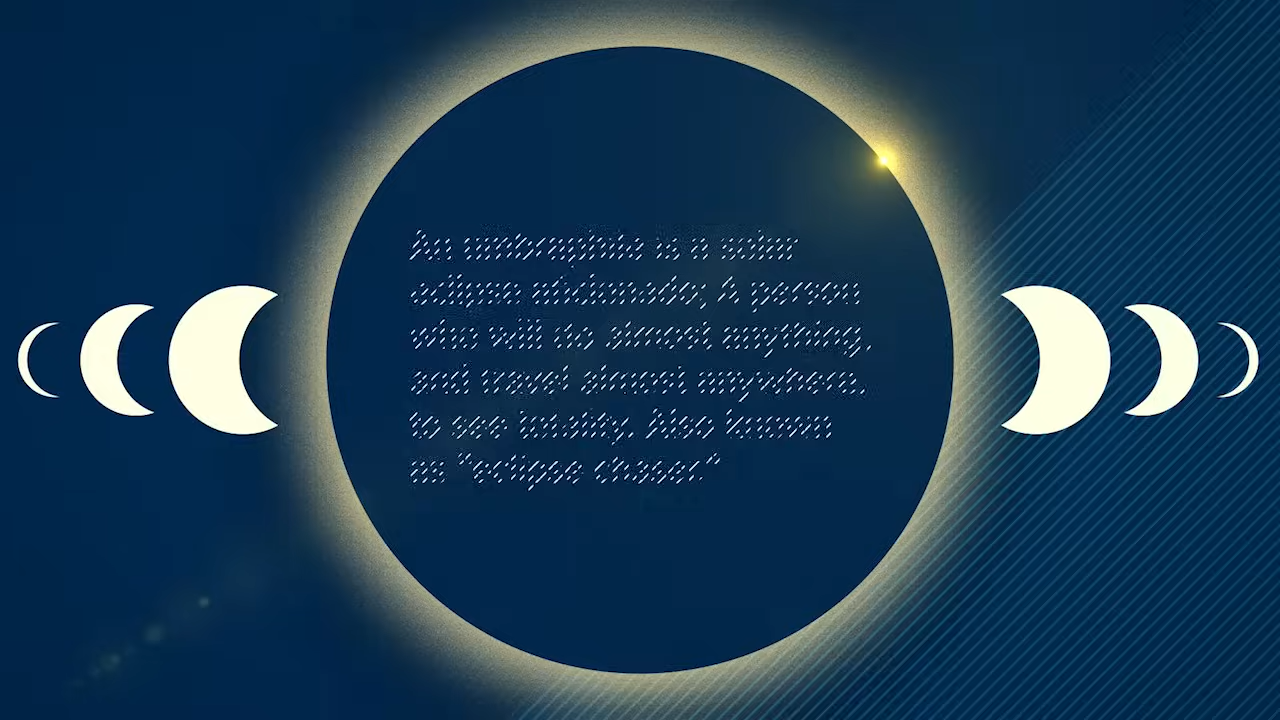 An umbraphile is a solar
eclipse aficionado; A person
who will do almost anything,
and travel almost anywhere,
to see totality. Also known
as "eclipse chaser."